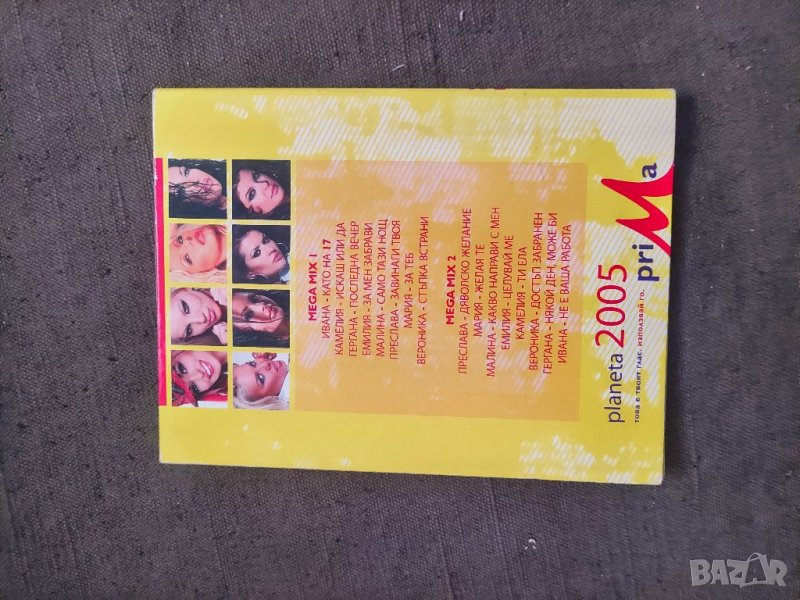 MEGA MIX 1
ИВАНА - КАТО НА 17
КАМЕЛИЯ - ИСКАШ ИЛИ ДА
ГЕРГАНА - ПОСЛЕДНА ВЕЧЕР
ЕМИЛИЯ - ЗА МЕН ЗАБРАВИ
МАЛИНА - САМО ТАЗИ НОЩ
ПРЕСЛАВА - ЗАВИНАГИ ТВОЯ
МАРИЯ - ЗА ТЕБ
ВЕРОНИКА - СТЪПКА ВСТРАНИ
MEGA MIX 2
ПРЕСЛАВА - ДЯВОЛСКО ЖЕЛАНИЕ
МАРИЯ - ЖЕЛАЯ ТЕ
МАЛИНА - КАКВО НАПРАВИ С МЕН
ЕМИЛИЯ - ЦЕЛУВАЙ МЕ
КАМЕЛИЯ - ТИ ЕЛА
ВЕРОНИКА - ДОСТЪП ЗАБРАНЕН
ГЕРГАНА - НЯКОЙ ДЕН, МОЖЕ БИ
ИВАНА - НЕ Е ВАША РАБОТА
planeta 2005
това е твоят глас. използвай го.
priMa
BAZAR